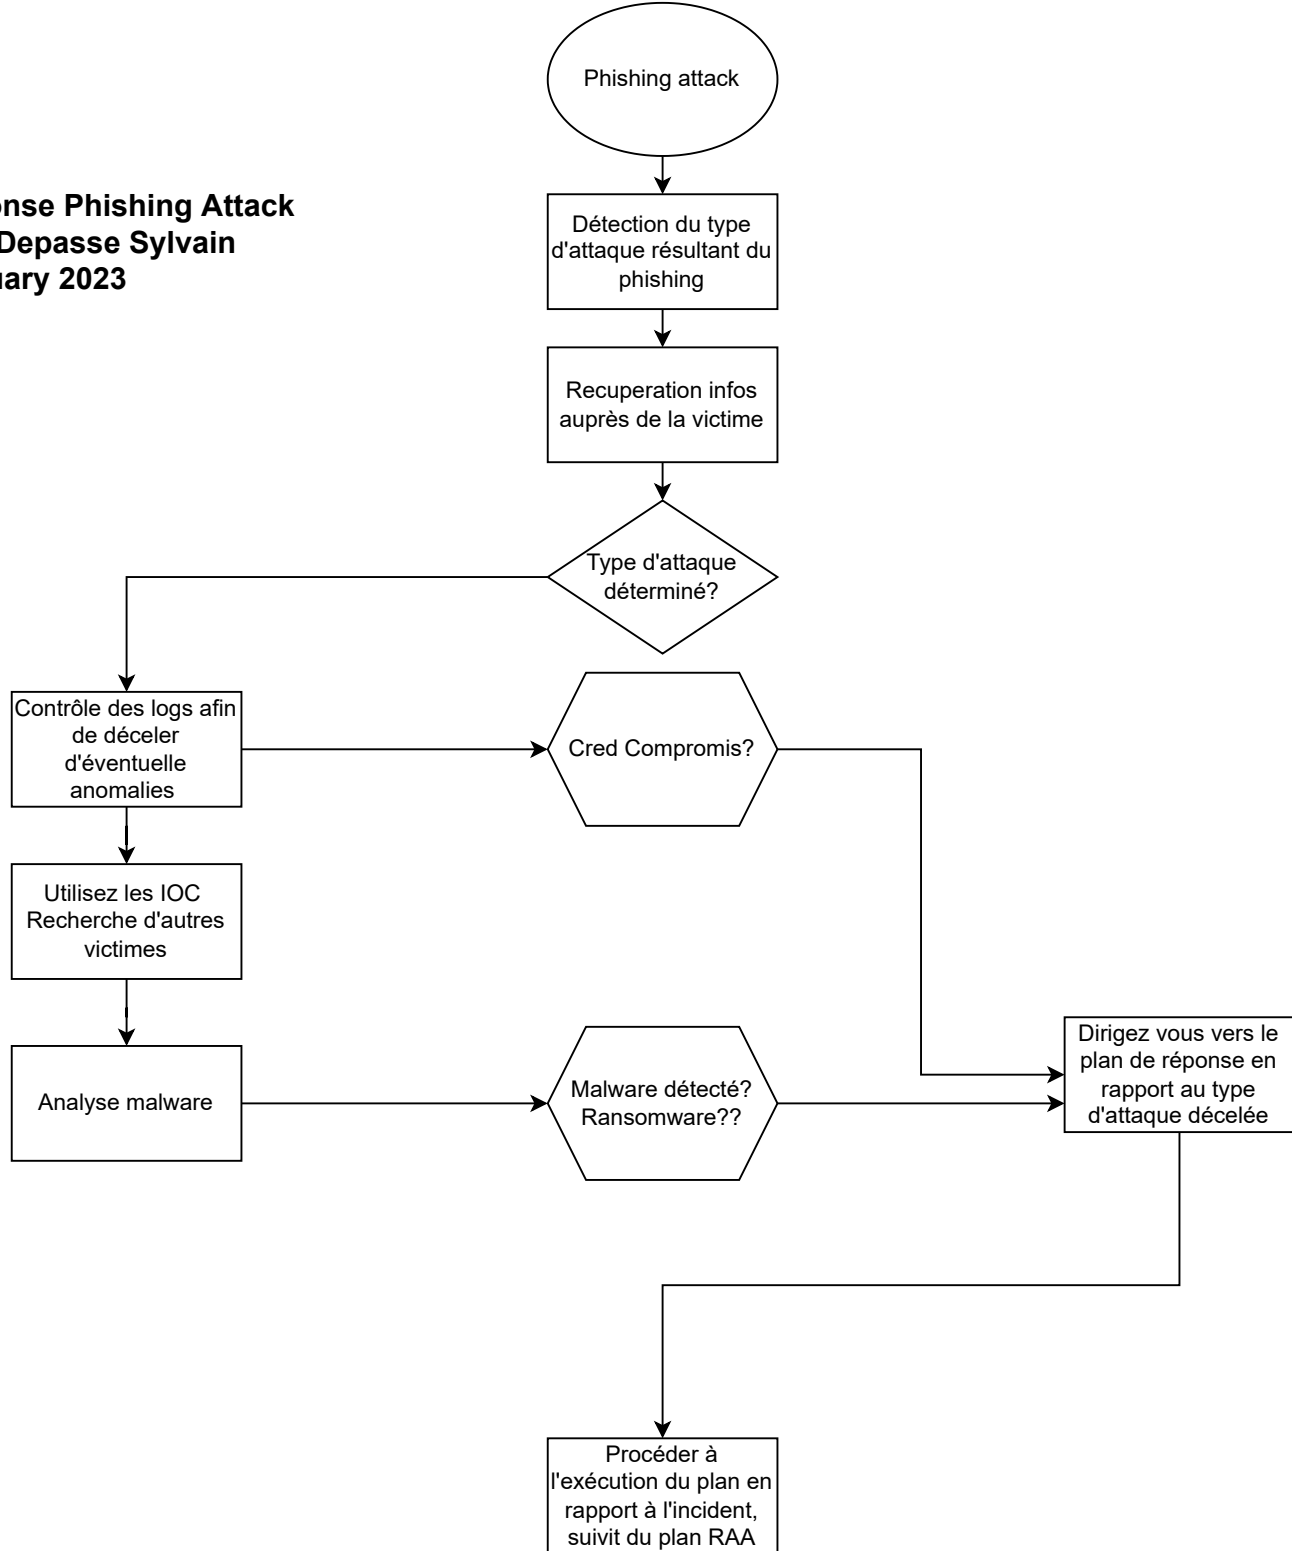 Phishing attack
Phishing Attack
Depasse Sylvain
2023
Détection du type
d'attaque résultant du
phishing
Recuperation infos
auprès de la victime
Type d'attaque
déterminé?
Contrôle des logs afin
de déceler
d'éventuelle
anomalies
Cred Compromis?
Utilisez les IOC
Recherche d'autres
victimes
Analyse malware
Malware détecté?
Ransomware??
Dirigez vous vers le
plan de réponse en
rapport au type
d'attaque décelée
Procéder à
l'exécution du plan en
rapport à l'incident,
suivit du plan RAA